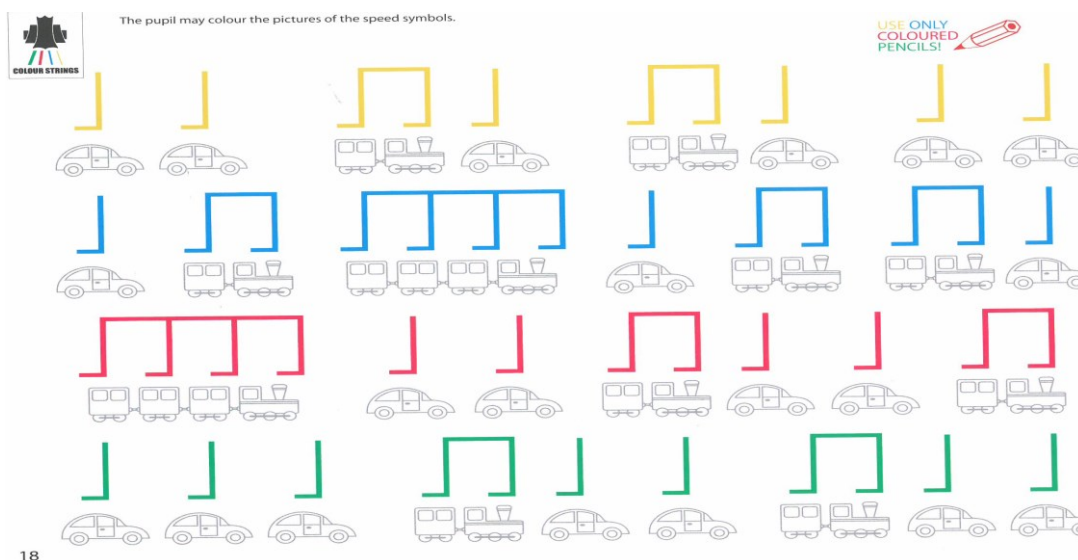 The pupil may colour the pictures of the speed symbols.
COLOUR STRINGS
USE ONLY
COLOURED
PENCILS!
18